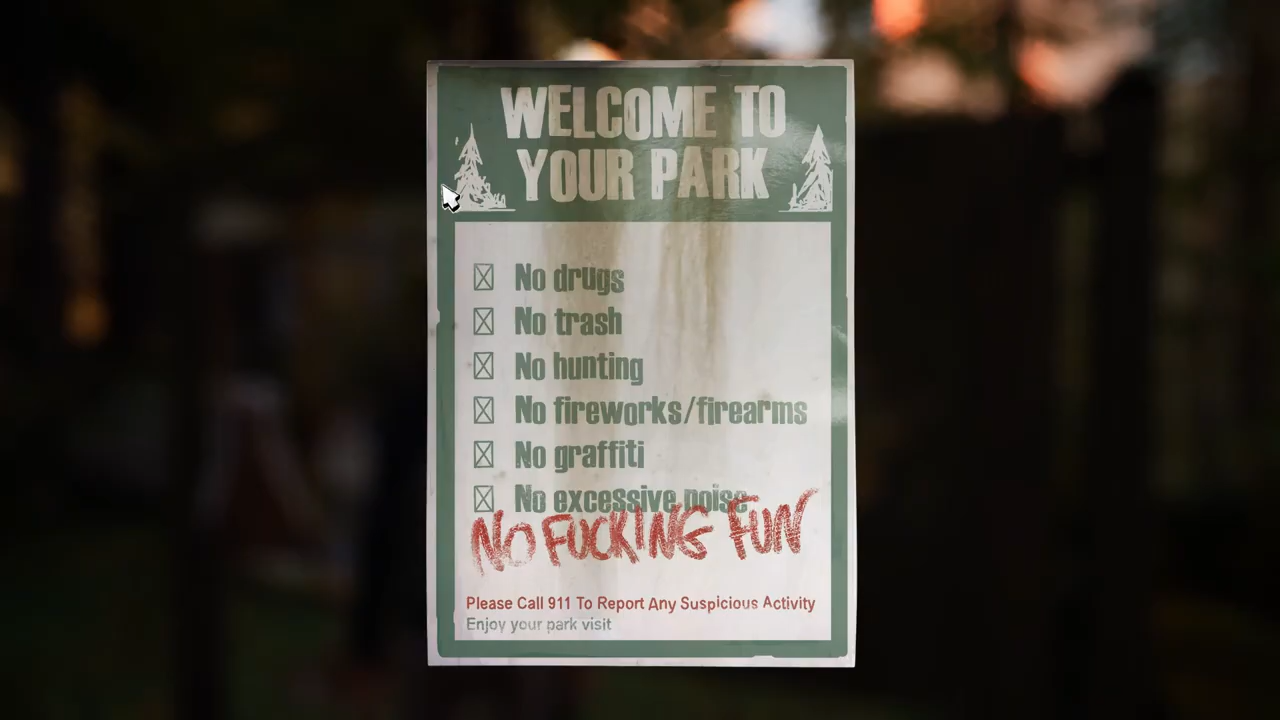 WELCOME TO
YOUR PARK
No drugs
No trash
No hunting
No fireworks/firearms
No graffiti
No excessive noise
NO FUCKING FUN
Please Call 911 To Report Any Suspicious Activity
Enjoy your park visit